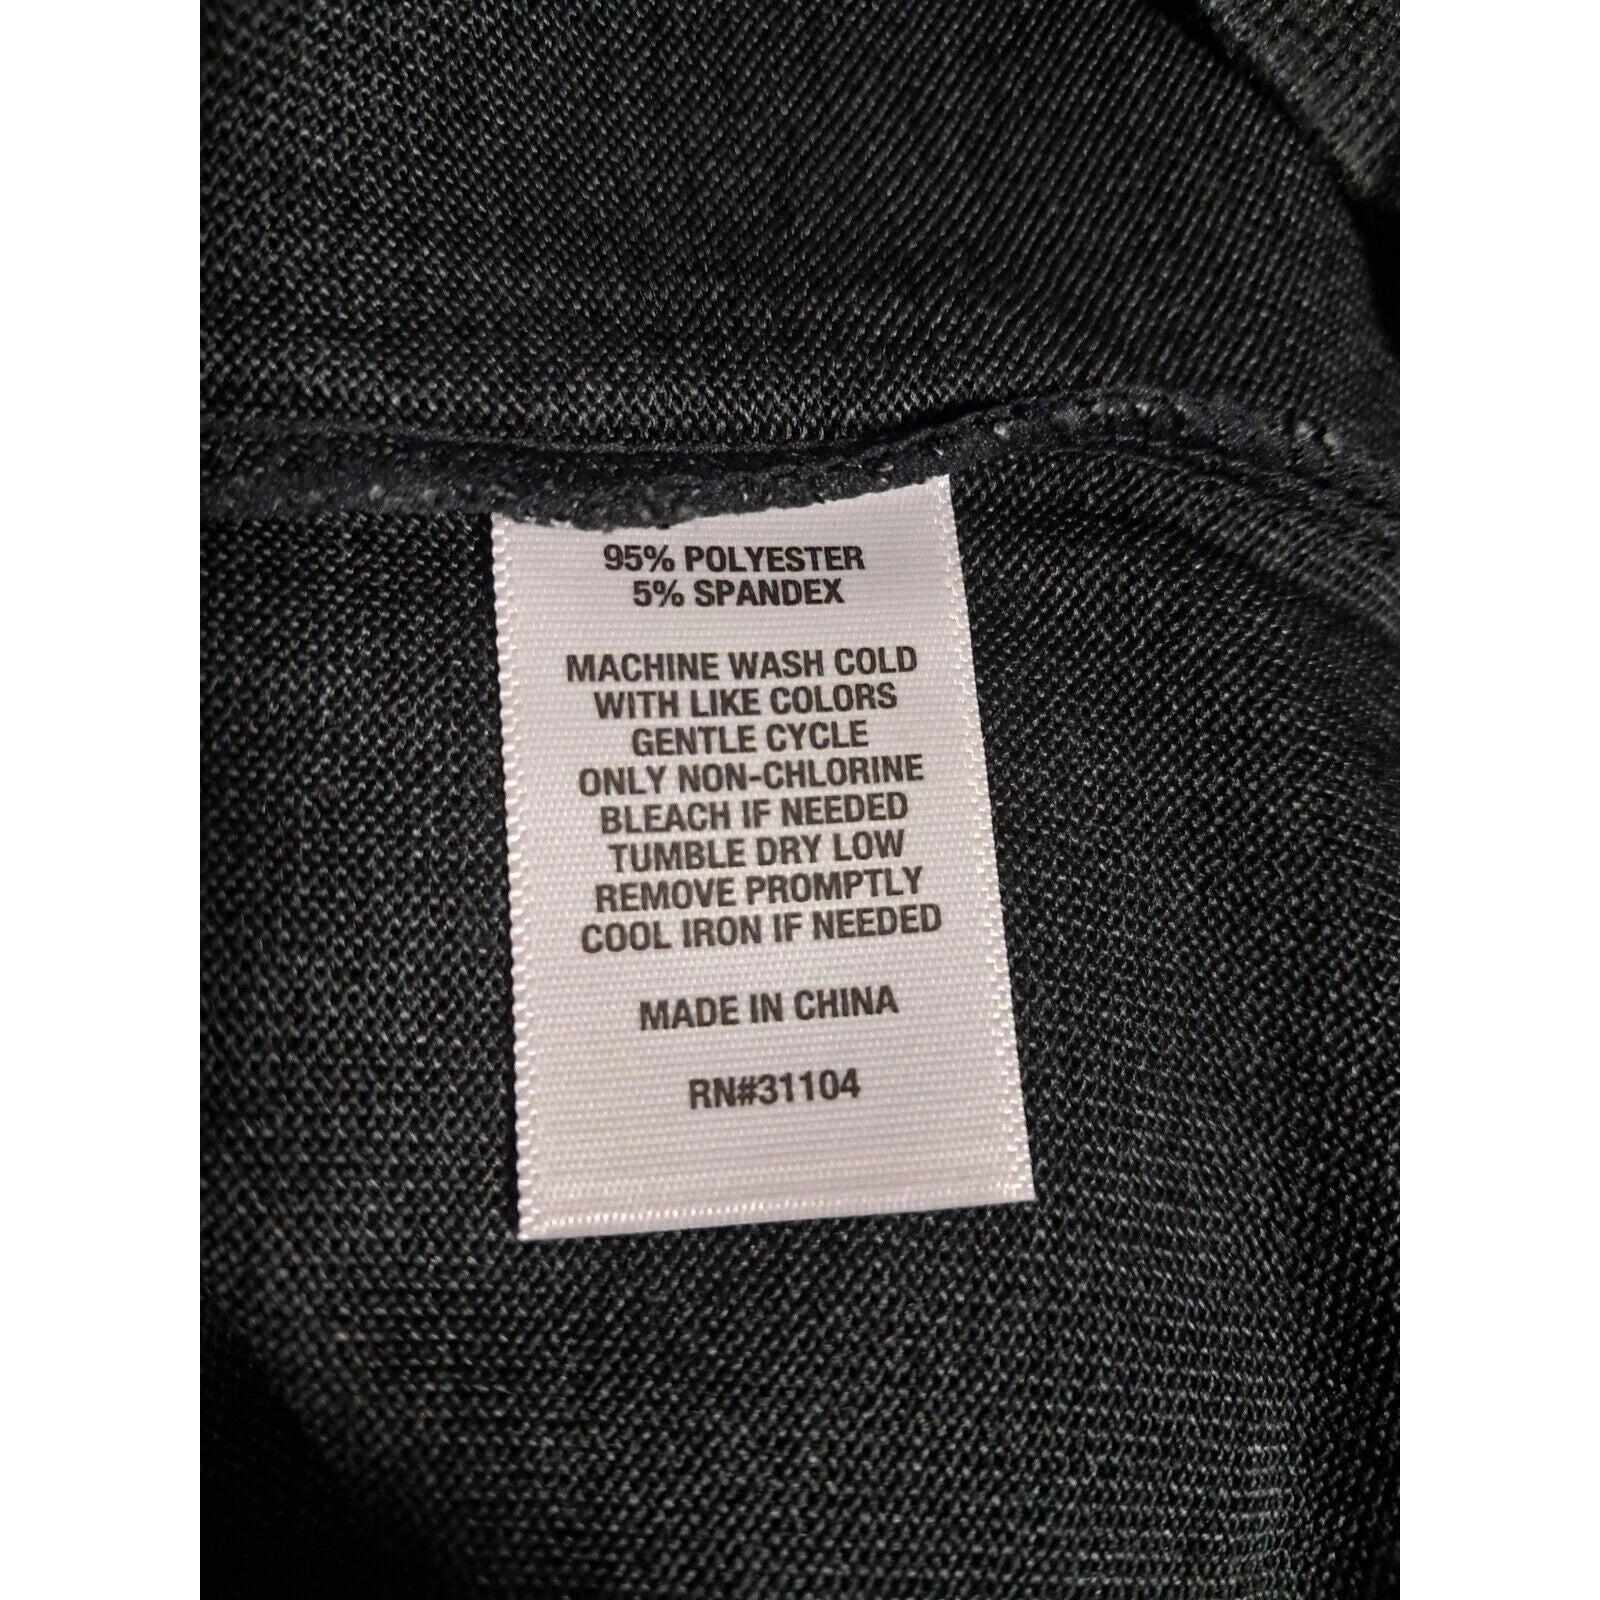 95% POLYESTER
5% SPANDEX
MACHINE WASH COLD
WITH LIKE COLORS
GENTLE CYCLE
ONLY NON-CHLORINE
BLEACH IF NEEDED
TUMBLE DRY LOW
REMOVE PROMPTLY
COOL IRON IF NEEDED
MADE IN CHINA
RN#31104